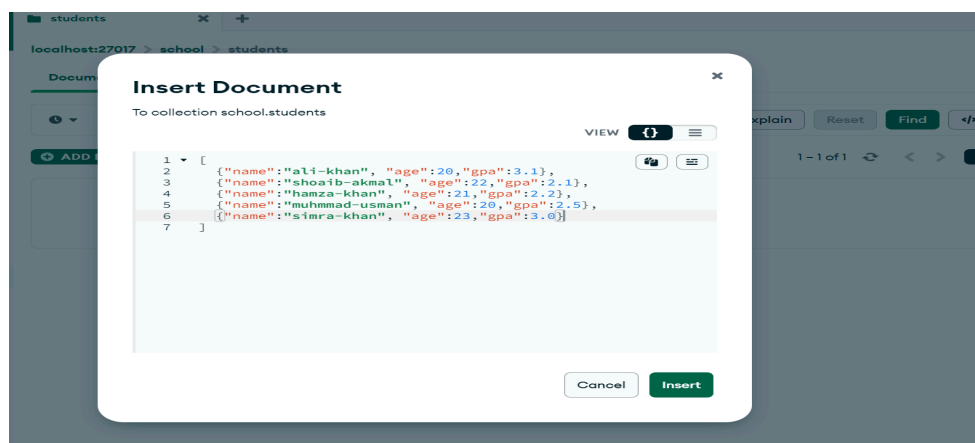 students
localhost:27017 > school > students
Docum
Insert Document
To collection school.students
VIEW
xplain Reset Find
ADD
1 – 1 of 1
1 [
2 {"name":"ali-khan", "age":20,"gpa":3.1},
3 {"name":"shoaib-akmal", "age":22,"gpa":2.1},
4 {"name":"hamza-khan", "age":21,"gpa":2.2},
5 {"name":"muhmmad-usman", "age":20,"gpa":2.5},
6 {"name":"simra-khan", "age":23,"gpa":3.0}
7 ]
Cancel Insert